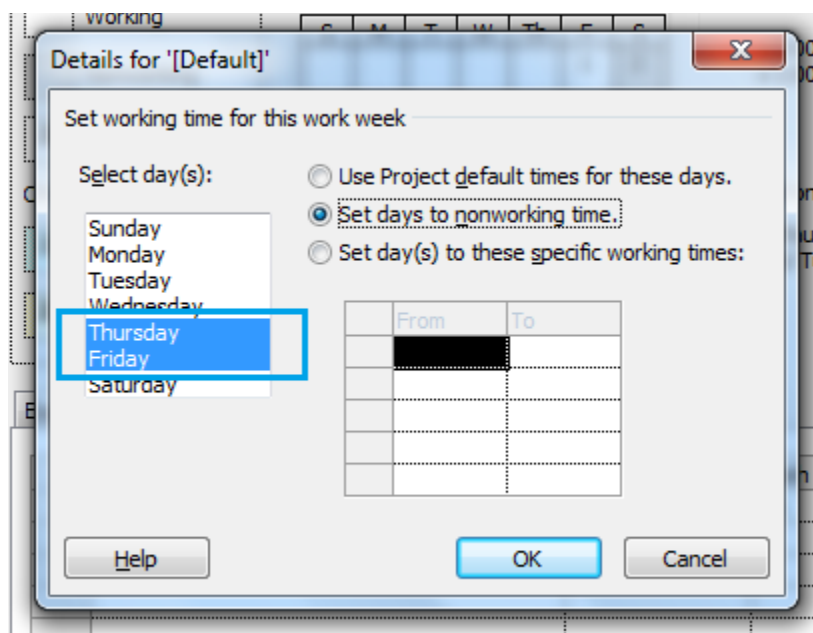 Working
S M T W Th F S
Details for '[Default]'
Set working time for this work week
Select day(s):
Use Project default times for these days.
Set days to nonworking time.
Set day(s) to these specific working times:
Sunday
Monday
Tuesday
Wednesday
Thursday
Friday
Saturday
From To
Help OK Cancel